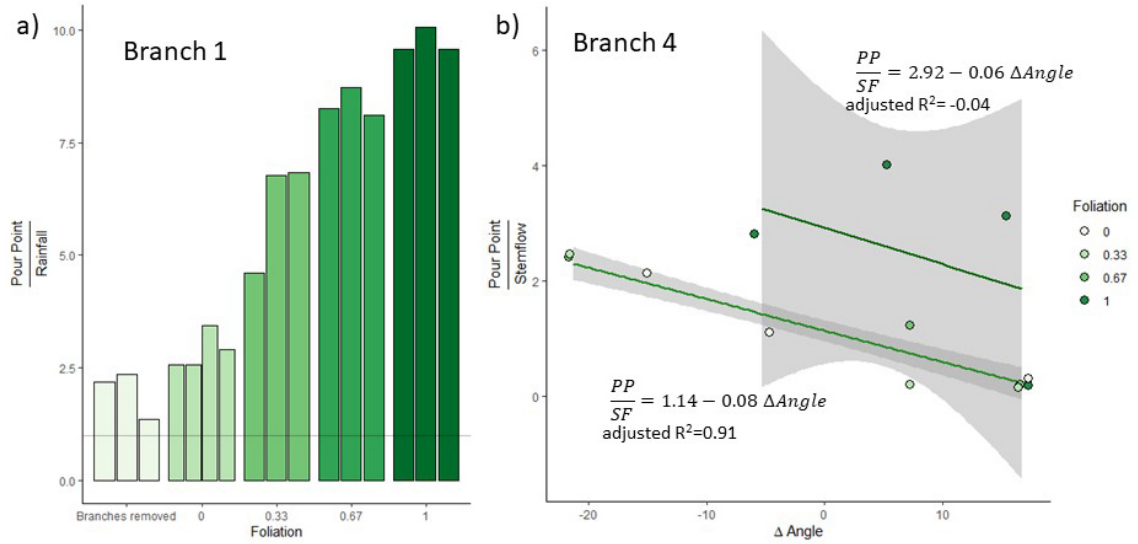 a)
Branch 1
Pour Point
Rainfall
10.0
7.5
5.0
2.5
0.0
Branches removed 0 0.33 0.67 1
Foliation
b)
Branch 4
PP/SF = 2.92 − 0.06 ΔAngle
adjusted R²= -0.04
PP/SF = 1.14 − 0.08 ΔAngle
adjusted R²=0.91
Pour Point
Stemflow
6
4
2
0
-20 -10 0 10
Δ Angle
Foliation
0
0.33
0.67
1